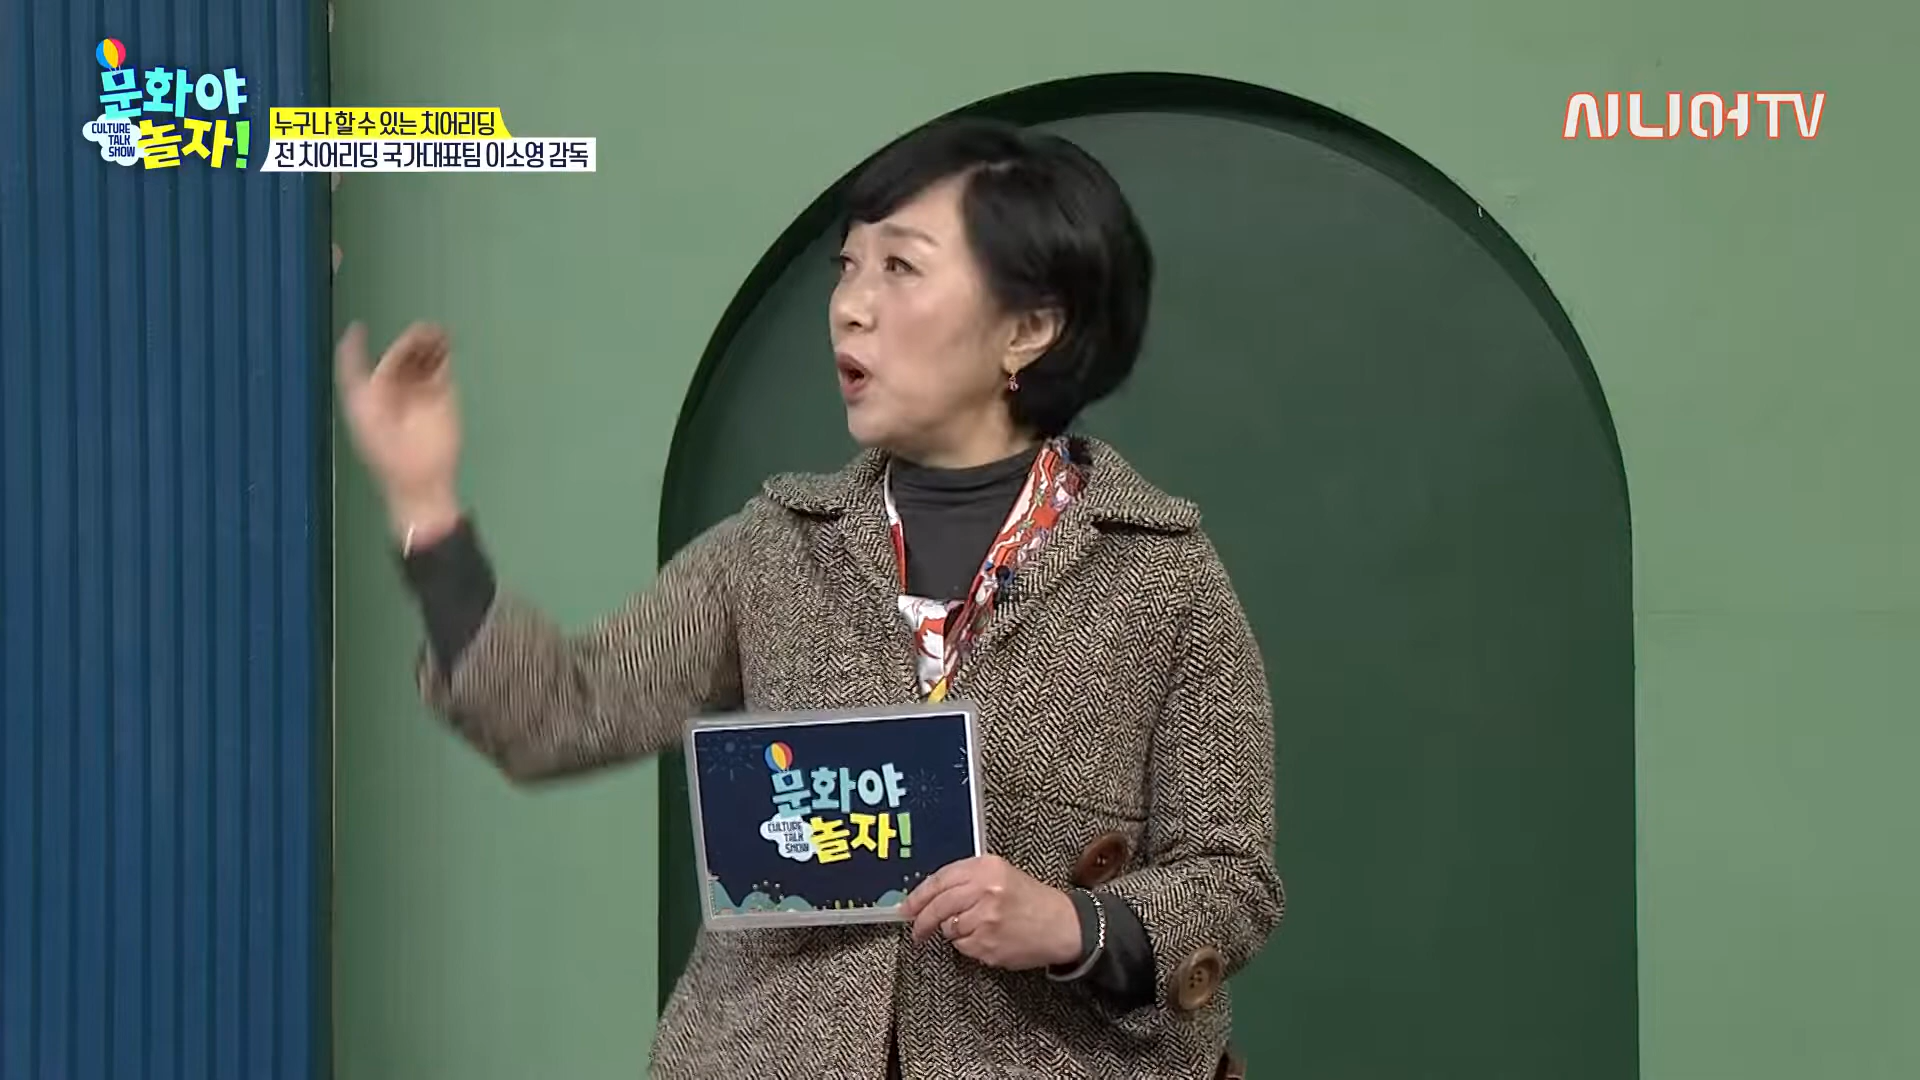 문화야
놀자!
CULTURE
TALK
SHOW
누구나 할 수 있는 치어리딩
전 치어리딩 국가대표팀 이소영 감독
시니어TV
문화야
놀자!
CULTURE
TALK
SHOW